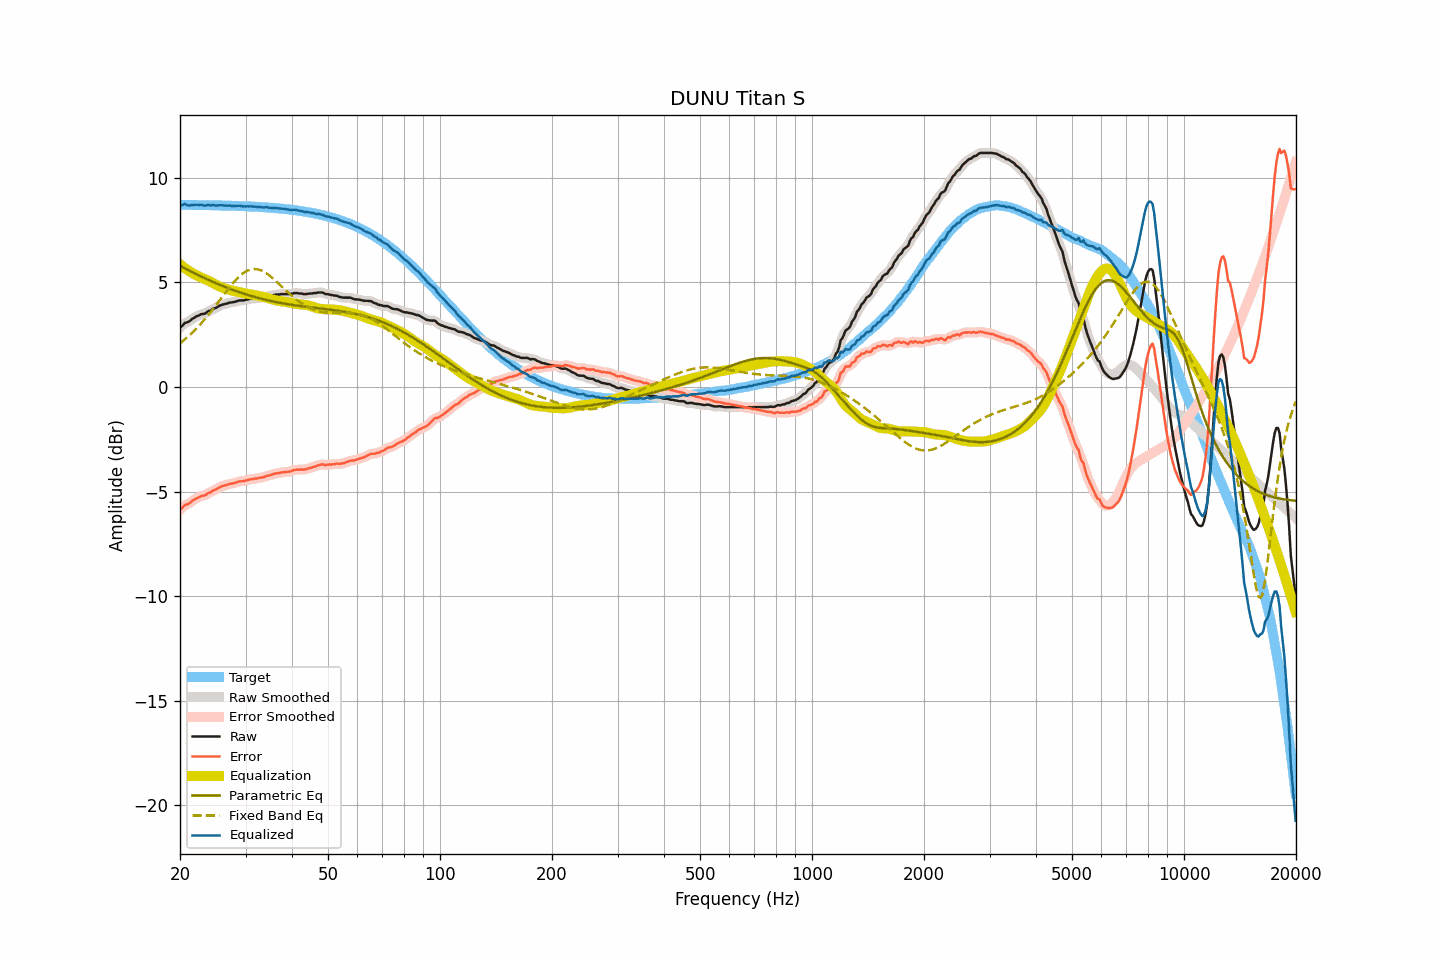 DUNU Titan S
Amplitude (dBr)
10
5
0
−5
−10
−15
−20
Target
Raw Smoothed
Error Smoothed
Raw
Error
Equalization
Parametric Eq
Fixed Band Eq
Equalized
20 50 100 200 500 1000 2000 5000 10000 20000
Frequency (Hz)